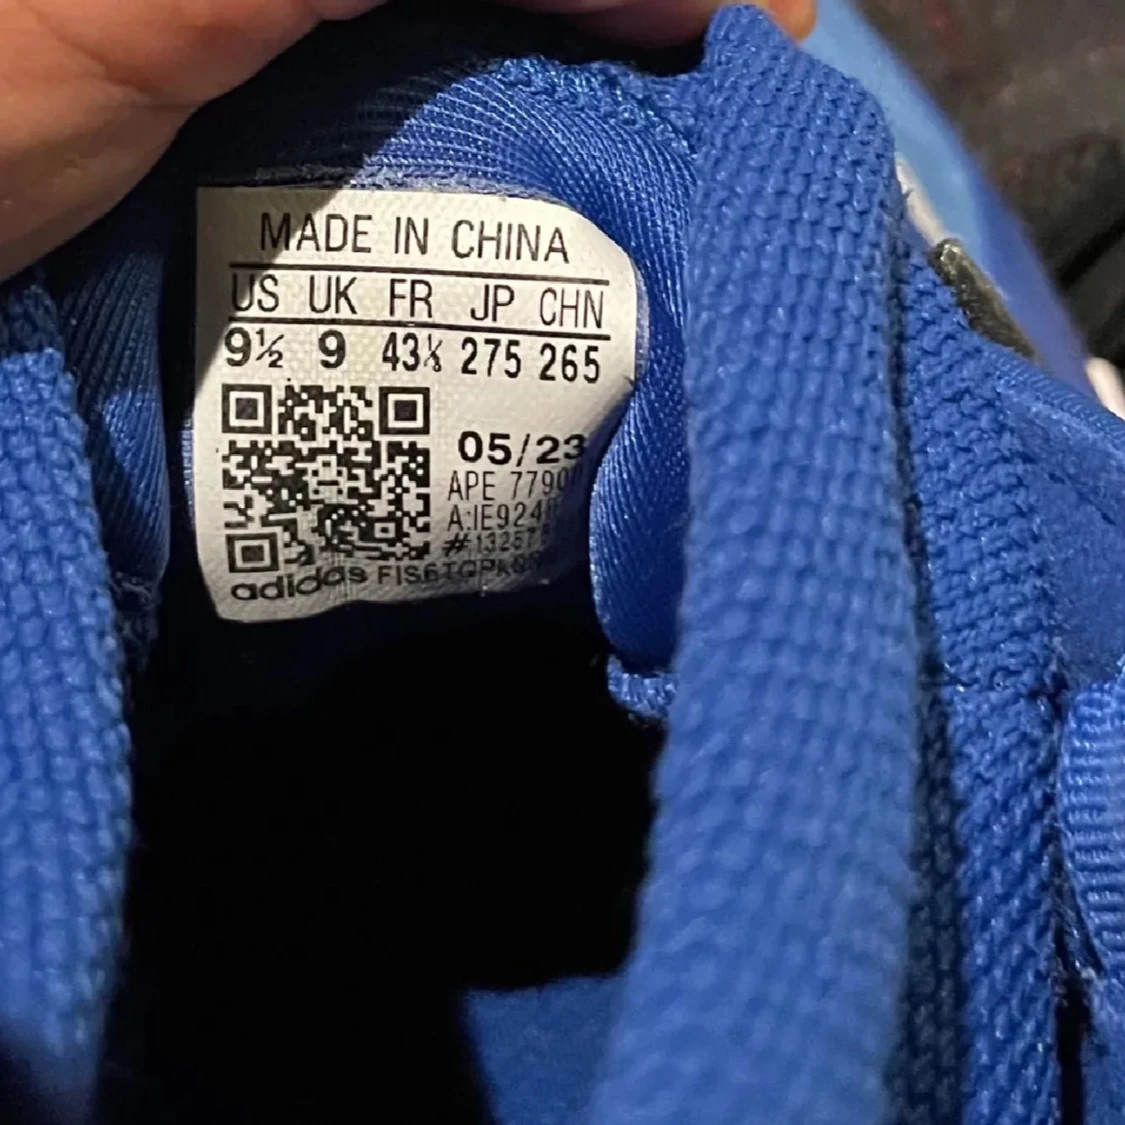 MADE IN CHINA
US UK FR JP CHN
9½ 9 43⅓ 275 265
05/23
APE
adidas